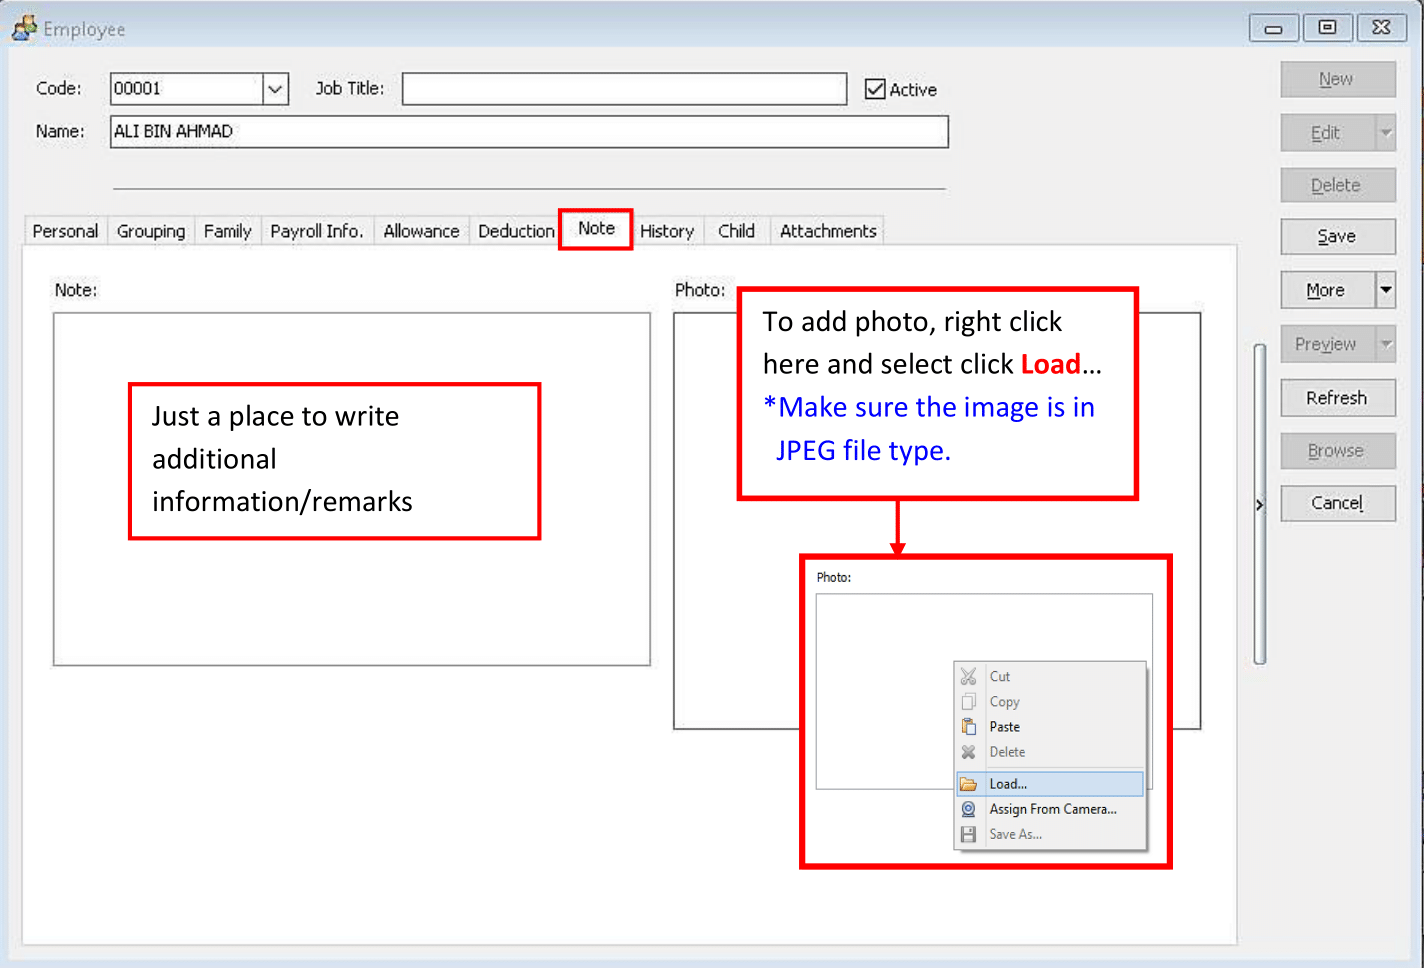 Employee
Code: 00001 Job Title: Active
Name: ALI BIN AHMAD
Personal Grouping Family Payroll Info. Allowance Deduction Note History Child Attachments
Note:
Just a place to write
additional
information/remarks
Photo:
To add photo, right click
here and select click Load...
*Make sure the image is in
JPEG file type.
Photo:
Cut
Copy
Paste
Delete
Load...
Assign From Camera...
Save As...
New
Edit
Delete
Save
More
Preview
Refresh
Browse
Cancel